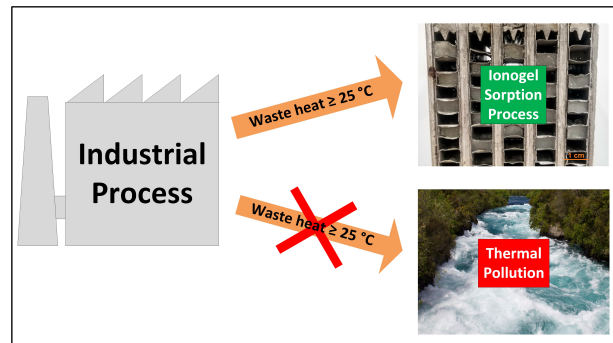 Industrial
Process
Waste heat ≥ 25 °C
Ionogel
Sorption
Process
1 cm
Waste heat ≥ 25 °C
Thermal
Pollution